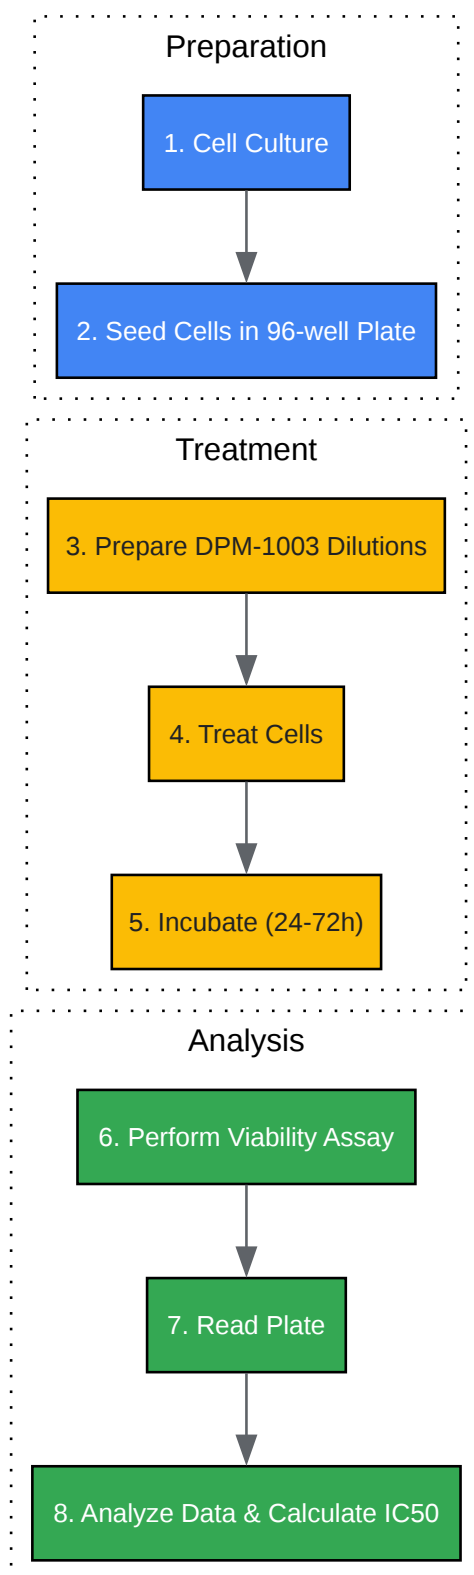 Preparation
1. Cell Culture
2. Seed Cells in 96-well Plate
Treatment
3. Prepare DPM-1003 Dilutions
4. Treat Cells
5. Incubate (24-72h)
Analysis
6. Perform Viability Assay
7. Read Plate
8. Analyze Data & Calculate IC50